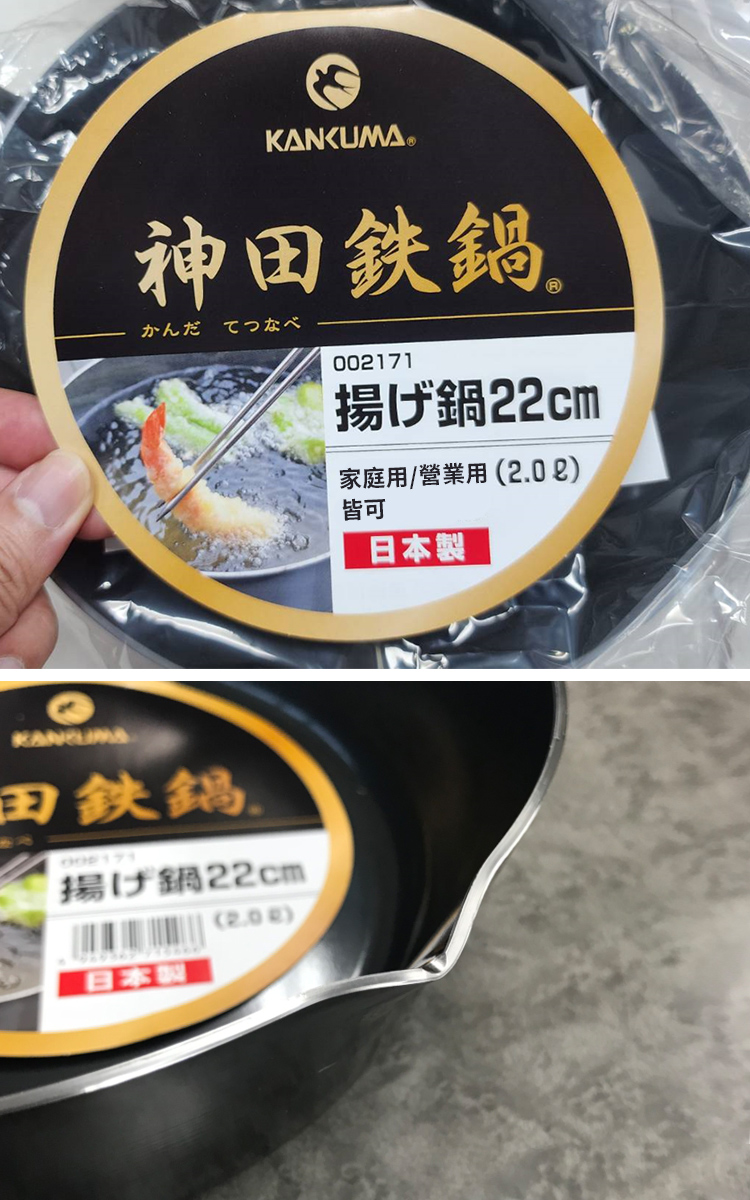 KANKUMA®
神田鉄鍋®
かんだ てつなべ
002171
揚げ鍋22cm
家庭用/營業用 (2.0ℓ)
皆可
日本製
KANKUMA
田鉄鍋
002171
揚げ鍋22cm
(2.0ℓ)
日本製